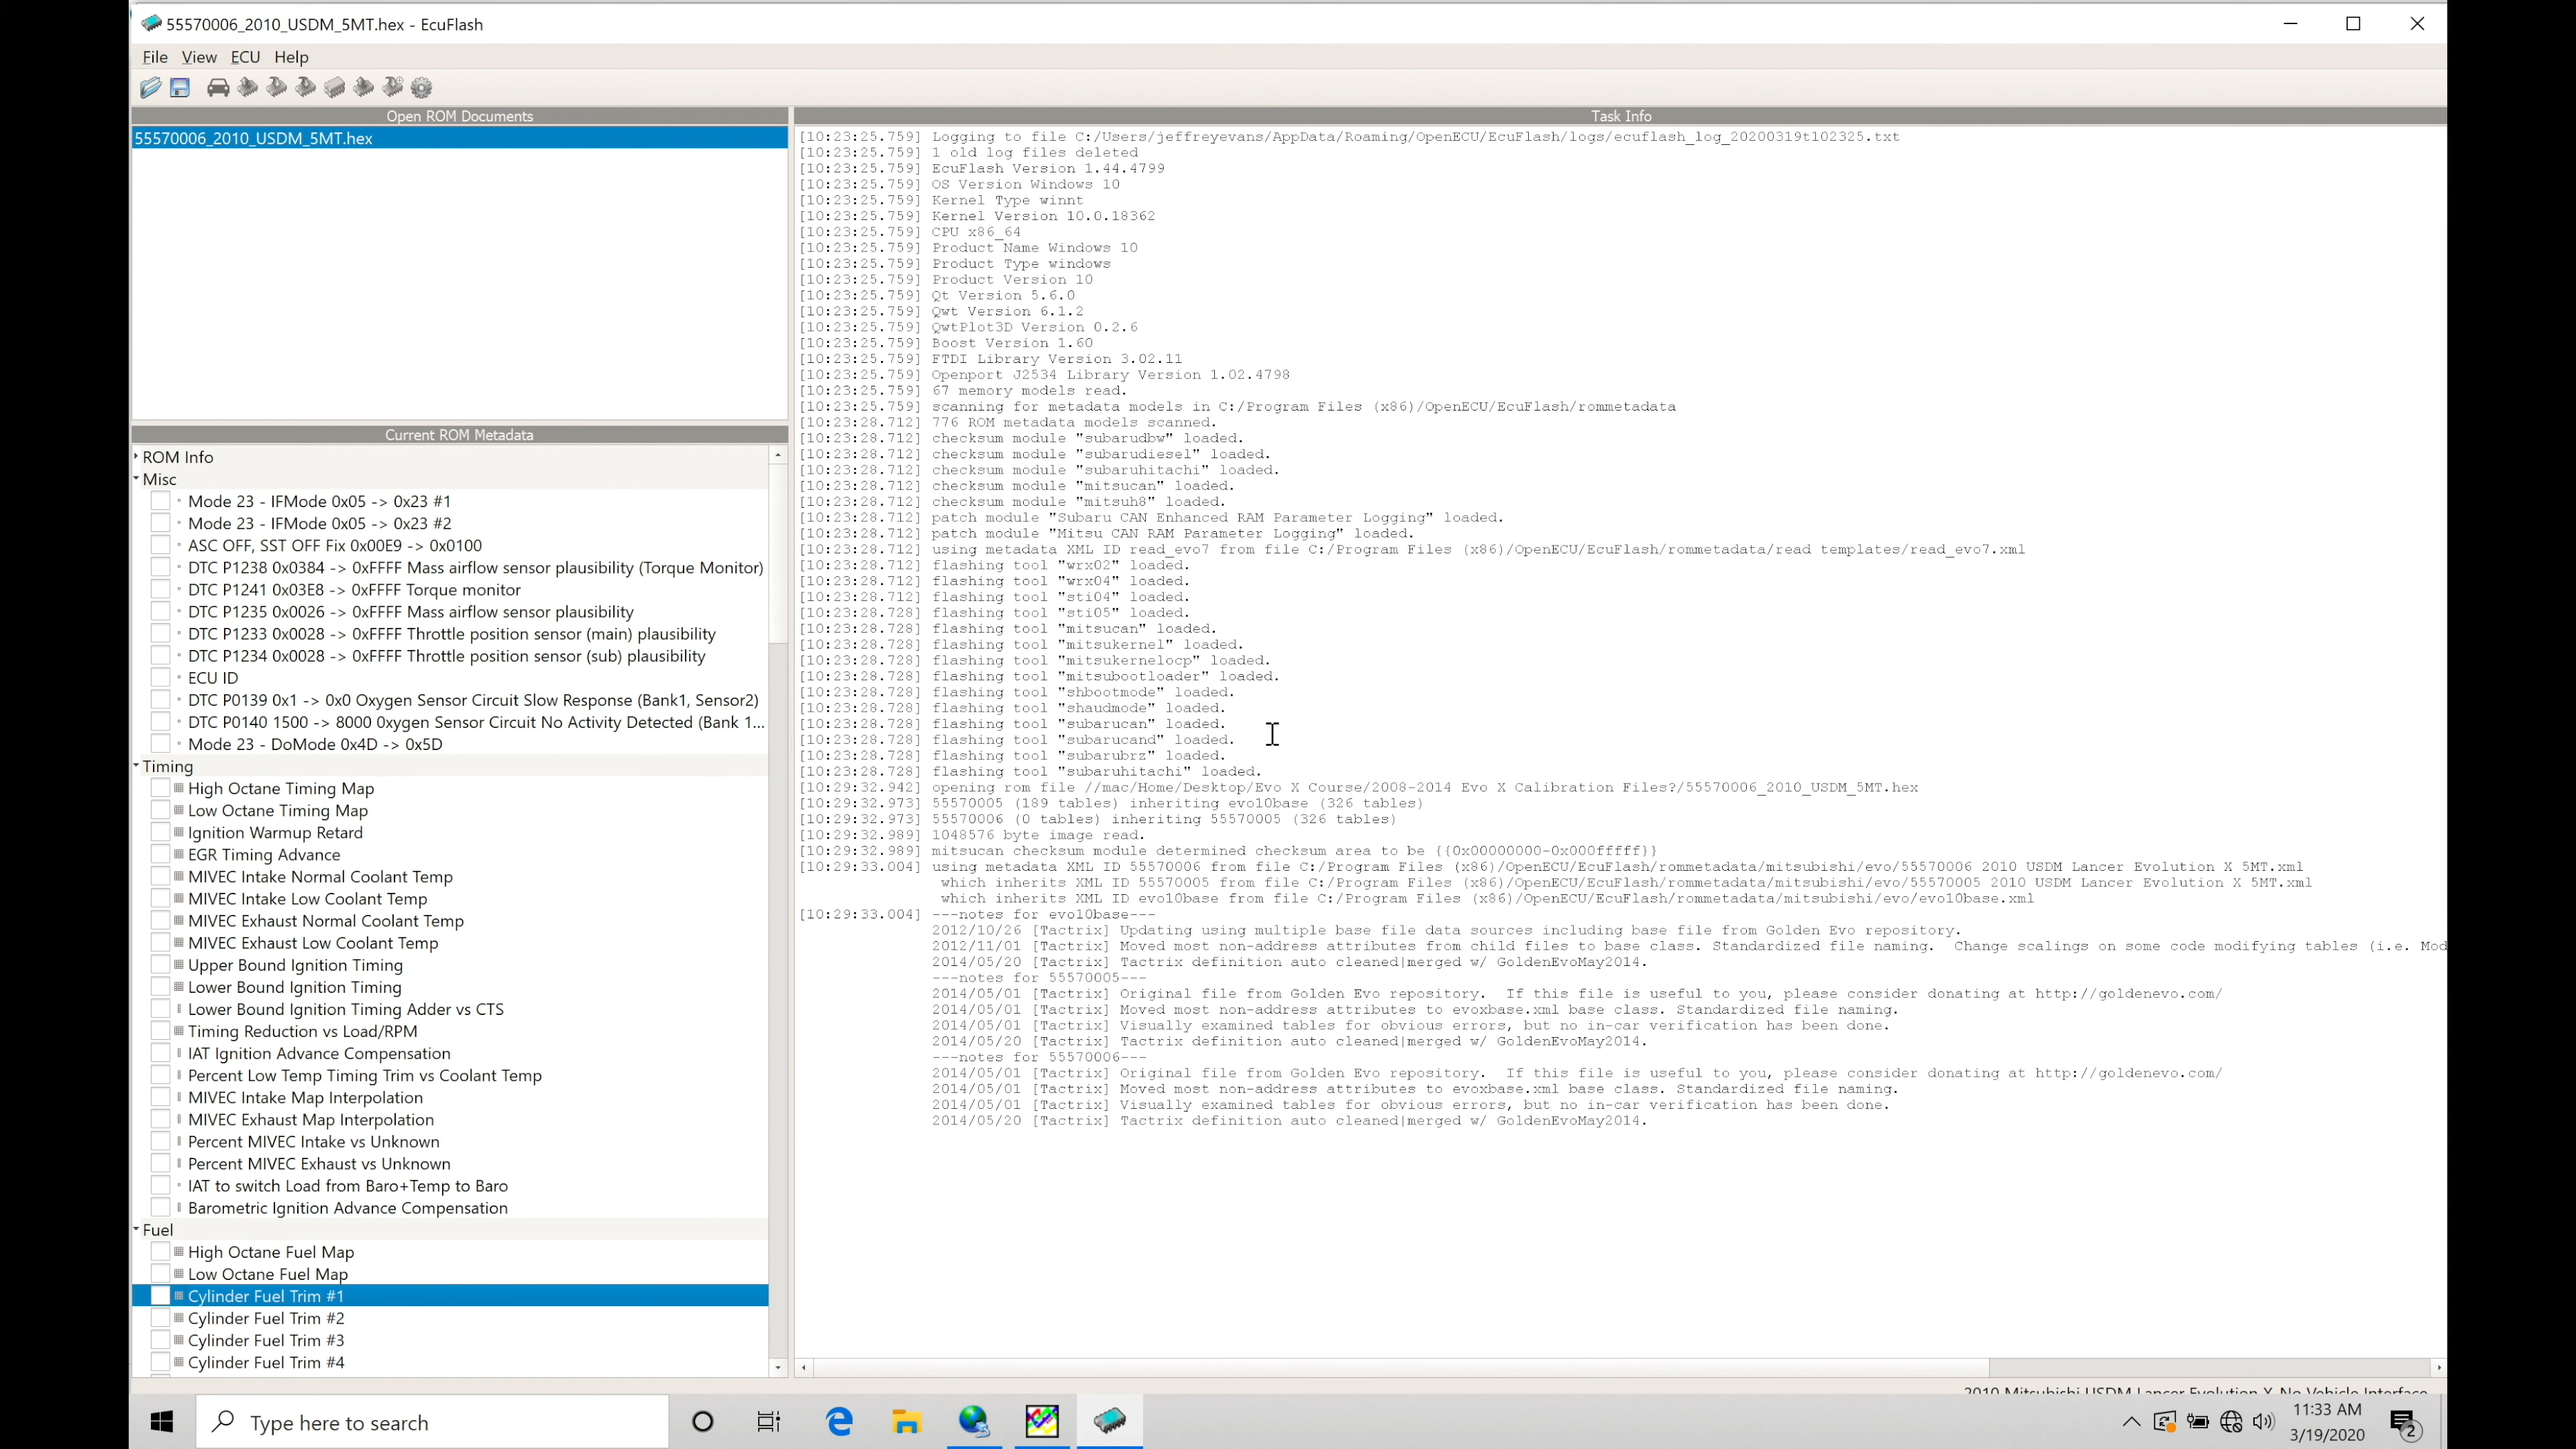 55570006_2010_USDM_5MT.hex - EcuFlash
File View ECU Help
Open ROM Documents
55570006_2010_USDM_5MT.hex
Current ROM Metadata
ROM Info
Misc
Mode 23 - IFMode 0x05 -> 0x23 #1
Mode 23 - IFMode 0x05 -> 0x23 #2
ASC OFF, SST OFF Fix 0x00E9 -> 0x0100
DTC P1238 0x0384 -> 0xFFFF Mass airflow sensor plausibility (Torque Monitor)
DTC P1241 0x03E8 -> 0xFFFF Torque monitor
DTC P1235 0x0026 -> 0xFFFF Mass airflow sensor plausibility
DTC P1233 0x0028 -> 0xFFFF Throttle position sensor (main) plausibility
DTC P1234 0x0028 -> 0xFFFF Throttle position sensor (sub) plausibility
ECU ID
DTC P0139 0x1 -> 0x0 Oxygen Sensor Circuit Slow Response (Bank1, Sensor2)
DTC P0140 1500 -> 8000 0xygen Sensor Circuit No Activity Detected (Bank 1...
Mode 23 - DoMode 0x4D -> 0x5D
Timing
High Octane Timing Map
Low Octane Timing Map
Ignition Warmup Retard
EGR Timing Advance
MIVEC Intake Normal Coolant Temp
MIVEC Intake Low Coolant Temp
MIVEC Exhaust Normal Coolant Temp
MIVEC Exhaust Low Coolant Temp
Upper Bound Ignition Timing
Lower Bound Ignition Timing
Lower Bound Ignition Timing Adder vs CTS
Timing Reduction vs Load/RPM
IAT Ignition Advance Compensation
Percent Low Temp Timing Trim vs Coolant Temp
MIVEC Intake Map Interpolation
MIVEC Exhaust Map Interpolation
Percent MIVEC Intake vs Unknown
Percent MIVEC Exhaust vs Unknown
IAT to switch Load from Baro+Temp to Baro
Barometric Ignition Advance Compensation
Fuel
High Octane Fuel Map
Low Octane Fuel Map
Cylinder Fuel Trim #1
Cylinder Fuel Trim #2
Cylinder Fuel Trim #3
Cylinder Fuel Trim #4
Task Info
[10:23:25.759] Logging to file C:/Users/jeffreyevans/AppData/Roaming/OpenECU/EcuFlash/logs/ecuflash_log_20200319t102325.txt
[10:23:25.759] 1 old log files deleted
[10:23:25.759] EcuFlash Version 1.44.4799
[10:23:25.759] OS Version Windows 10
[10:23:25.759] Kernel Type winnt
[10:23:25.759] Kernel Version 10.0.18362
[10:23:25.759] CPU x86_64
[10:23:25.759] Product Name Windows 10
[10:23:25.759] Product Type windows
[10:23:25.759] Product Version 10
[10:23:25.759] Qt Version 5.6.0
[10:23:25.759] Qwt Version 6.1.2
[10:23:25.759] QwtPlot3D Version 0.2.6
[10:23:25.759] Boost Version 1.60
[10:23:25.759] FTDI Library Version 3.02.11
[10:23:25.759] Openport J2534 Library Version 1.02.4798
[10:23:25.759] 67 memory models read.
[10:23:25.759] scanning for metadata models in C:/Program Files (x86)/OpenECU/EcuFlash/rommetadata
[10:23:28.712] 776 ROM metadata models scanned.
[10:23:28.712] checksum module "subarudbw" loaded.
[10:23:28.712] checksum module "subarudiesel" loaded.
[10:23:28.712] checksum module "subaruhitachi" loaded.
[10:23:28.712] checksum module "mitsucan" loaded.
[10:23:28.712] checksum module "mitsuh8" loaded.
[10:23:28.712] patch module "Subaru CAN Enhanced RAM Parameter Logging" loaded.
[10:23:28.712] patch module "Mitsu CAN RAM Parameter Logging" loaded.
[10:23:28.712] using metadata XML ID read_evo7 from file C:/Program Files (x86)/OpenECU/EcuFlash/rommetadata/read templates/read_evo7.xml
[10:23:28.712] flashing tool "wrx02" loaded.
[10:23:28.712] flashing tool "wrx04" loaded.
[10:23:28.712] flashing tool "sti04" loaded.
[10:23:28.728] flashing tool "sti05" loaded.
[10:23:28.728] flashing tool "mitsucan" loaded.
[10:23:28.728] flashing tool "mitsukernel" loaded.
[10:23:28.728] flashing tool "mitsukernelocp" loaded.
[10:23:28.728] flashing tool "mitsubootloader" loaded.
[10:23:28.728] flashing tool "shbootmode" loaded.
[10:23:28.728] flashing tool "shaudmode" loaded.
[10:23:28.728] flashing tool "subarucan" loaded.
[10:23:28.728] flashing tool "subarucand" loaded.
[10:23:28.728] flashing tool "subarubrz" loaded.
[10:23:28.728] flashing tool "subaruhitachi" loaded.
[10:29:32.942] opening rom file //mac/Home/Desktop/Evo X Course/2008-2014 Evo X Calibration Files?/55570006_2010_USDM_5MT.hex
[10:29:32.973] 55570005 (189 tables) inheriting evo10base (326 tables)
[10:29:32.973] 55570006 (0 tables) inheriting 55570005 (326 tables)
[10:29:32.989] 1048576 byte image read.
[10:29:32.989] mitsucan checksum module determined checksum area to be {{0x00000000-0x000fffff}}
[10:29:33.004] using metadata XML ID 55570006 from file C:/Program Files (x86)/OpenECU/EcuFlash/rommetadata/mitsubishi/evo/55570006 2010 USDM Lancer Evolution X 5MT.xml
which inherits XML ID 55570005 from file C:/Program Files (x86)/OpenECU/EcuFlash/rommetadata/mitsubishi/evo/55570005 2010 USDM Lancer Evolution X 5MT.xml
which inherits XML ID evo10base from file C:/Program Files (x86)/OpenECU/EcuFlash/rommetadata/mitsubishi/evo/evo10base.xml
[10:29:33.004] ---notes for evo10base---
2012/10/26 [Tactrix] Updating using multiple base file data sources including base file from Golden Evo repository.
2012/11/01 [Tactrix] Moved most non-address attributes from child files to base class. Standardized file naming. Change scalings on some code modifying tables (i.e. Mod
2014/05/20 [Tactrix] Tactrix definition auto cleaned|merged w/ GoldenEvoMay2014.
---notes for 55570005---
2014/05/01 [Tactrix] Original file from Golden Evo repository. If this file is useful to you, please consider donating at http://goldenevo.com/
2014/05/01 [Tactrix] Moved most non-address attributes to evoxbase.xml base class. Standardized file naming.
2014/05/01 [Tactrix] Visually examined tables for obvious errors, but no in-car verification has been done.
2014/05/20 [Tactrix] Tactrix definition auto cleaned|merged w/ GoldenEvoMay2014.
---notes for 55570006---
2014/05/01 [Tactrix] Original file from Golden Evo repository. If this file is useful to you, please consider donating at http://goldenevo.com/
2014/05/01 [Tactrix] Moved most non-address attributes to evoxbase.xml base class. Standardized file naming.
2014/05/01 [Tactrix] Visually examined tables for obvious errors, but no in-car verification has been done.
2014/05/20 [Tactrix] Tactrix definition auto cleaned|merged w/ GoldenEvoMay2014.
2010 Mitsubishi USDM Lancer Evolution X No Vehicle Interface
Type here to search
11:33 AM
3/19/2020
2